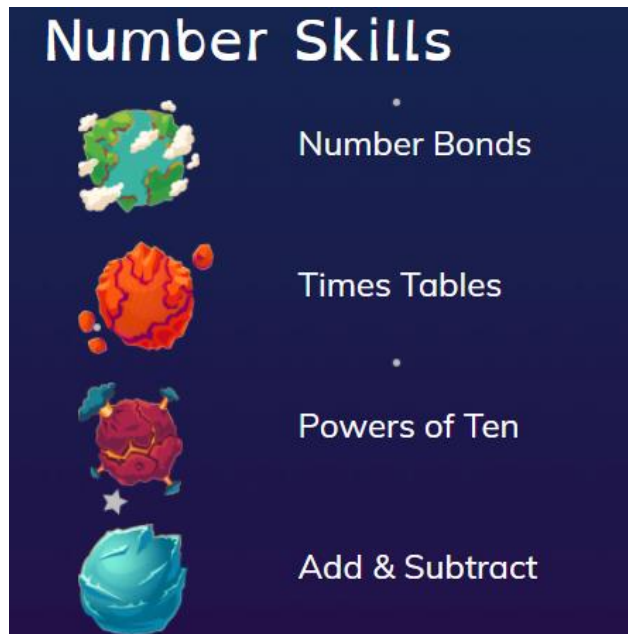 Number Skills
Number Bonds
Times Tables
Powers of Ten
Add & Subtract